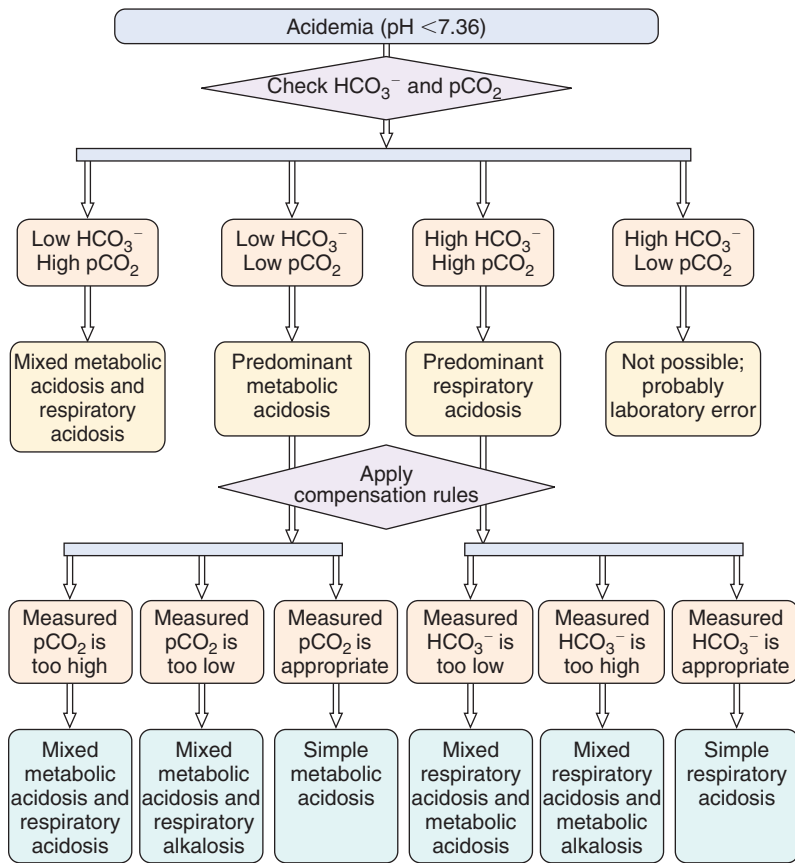 Acidemia (pH <7.36)
Check HCO₃⁻ and pCO₂
Low HCO₃⁻
High pCO₂
Low HCO₃⁻
Low pCO₂
High HCO₃⁻
High pCO₂
High HCO₃⁻
Low pCO₂
Mixed metabolic
acidosis and
respiratory
acidosis
Predominant
metabolic
acidosis
Predominant
respiratory
acidosis
Not possible;
probably
laboratory error
Apply
compensation rules
Measured
pCO₂ is
too high
Measured
pCO₂ is
too low
Measured
pCO₂ is
appropriate
Measured
HCO₃⁻ is
too low
Measured
HCO₃⁻ is
too high
Measured
HCO₃⁻ is
appropriate
Mixed
metabolic
acidosis and
respiratory
acidosis
Mixed
metabolic
acidosis and
respiratory
alkalosis
Simple
metabolic
acidosis
Mixed
respiratory
acidosis and
metabolic
acidosis
Mixed
respiratory
acidosis and
metabolic
alkalosis
Simple
respiratory
acidosis